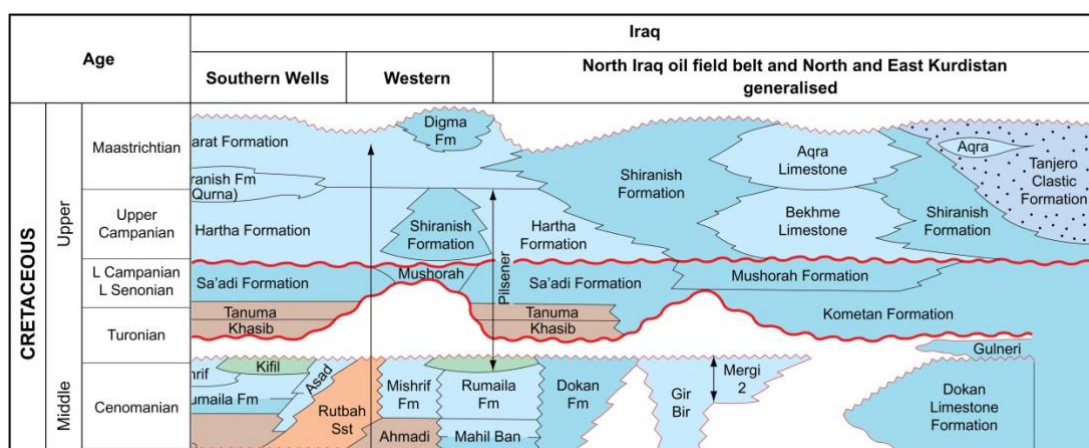 Iraq
Age
Southern Wells
Western
North Iraq oil field belt and North and East Kurdistan
generalised
CRETACEOUS
Upper
Middle
Maastrichtian
Upper
Campanian
L Campanian
L Senonian
Turonian
Cenomanian
arat Formation
ranish Fm
(Qurna)
Hartha Formation
Sa'adi Formation
Tanuma
Khasib
Kifil
hrif
umaila Fm
Asad
Rutbah
Sst
Digma
Fm
Shiranish
Formation
Mushorah
Mishrif
Fm
Ahmadi
Rumaila
Fm
Mahil Ban
Pilsener
Hartha
Formation
Sa'adi Formation
Tanuma
Khasib
Dokan
Fm
Shiranish
Formation
Gir
Bir
Mergi
2
Aqra
Limestone
Bekhme
Limestone
Mushorah Formation
Kometan Formation
Aqra
Tanjero
Clastic
Formation
Shiranish
Formation
Gulneri
Dokan
Limestone
Formation